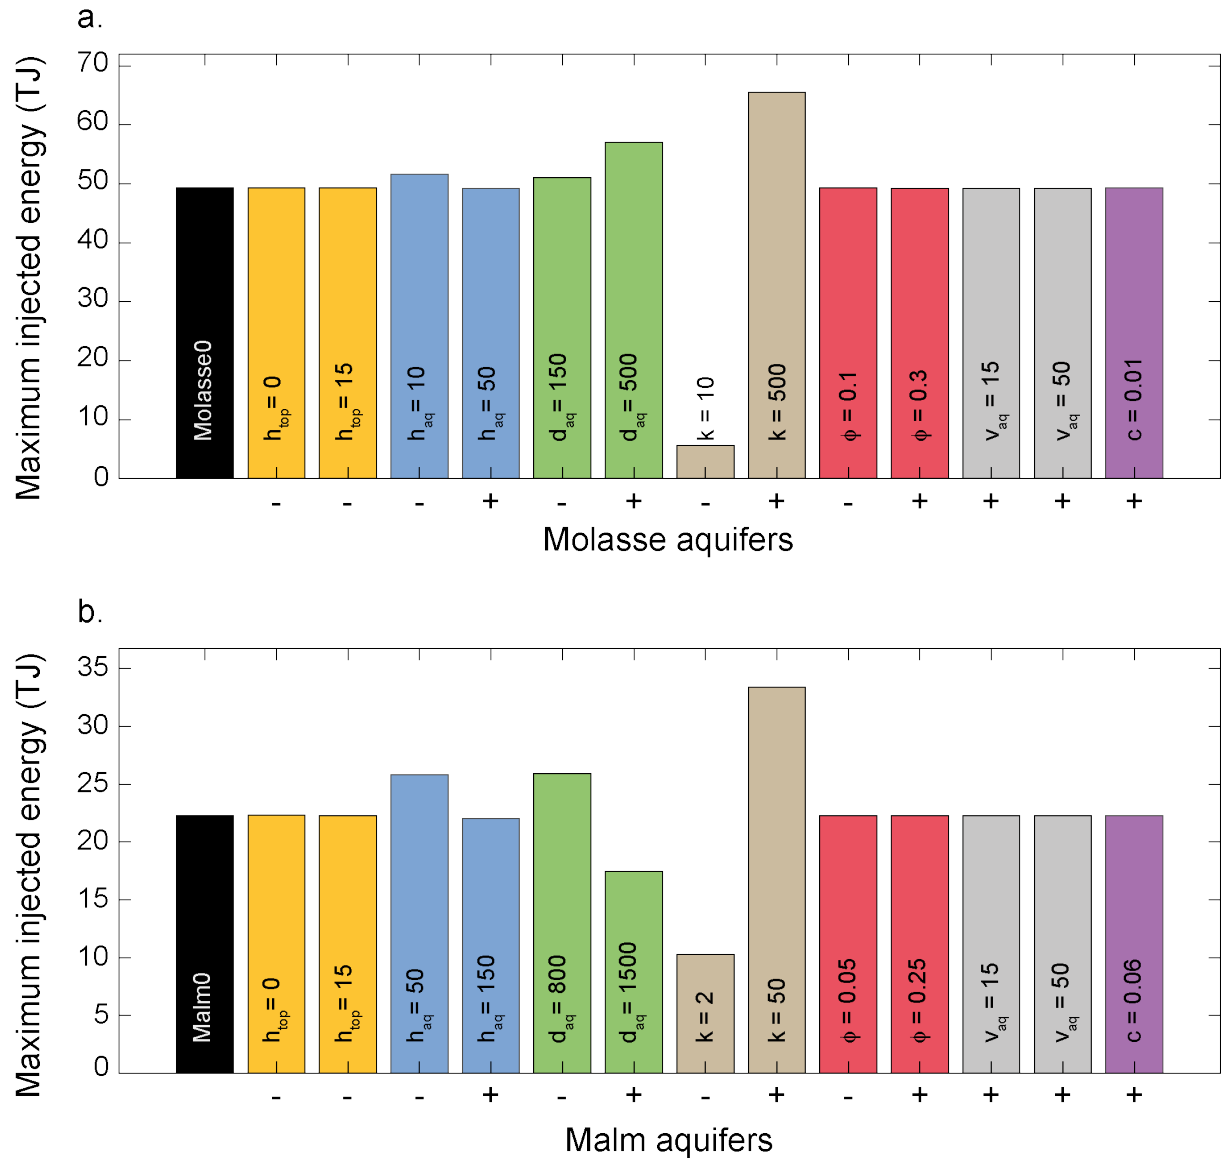 a.
Maximum injected energy (TJ)
70
60
50
40
30
20
10
0
Molasse0
htop = 0
htop = 15
haq = 10
haq = 50
daq = 150
daq = 500
k = 10
k = 500
ϕ = 0.1
ϕ = 0.3
vaq = 15
vaq = 50
c = 0.01
- - - + - + - + - + + + +
Molasse aquifers
b.
Maximum injected energy (TJ)
35
30
25
20
15
10
5
0
Malm0
htop = 0
htop = 15
haq = 50
haq = 150
daq = 800
daq = 1500
k = 2
k = 50
ϕ = 0.05
ϕ = 0.25
vaq = 15
vaq = 50
c = 0.06
- - - + - + - + - + + + +
Malm aquifers